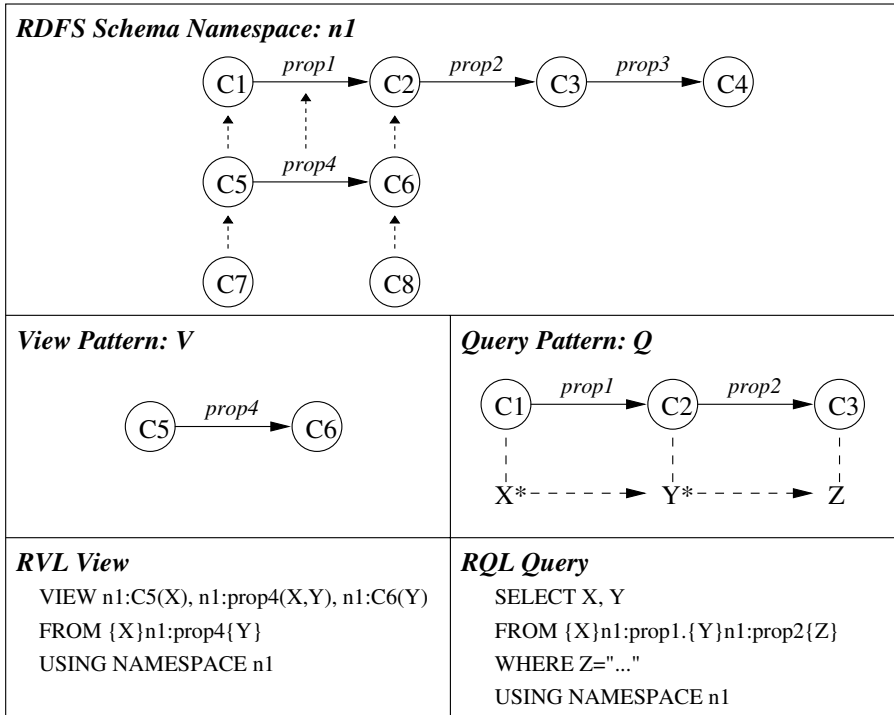 RDFS Schema Namespace: n1
prop1 prop2 prop3
C1 C2 C3 C4
prop4
C5 C6
C7 C8
View Pattern: V
prop4
C5 C6
Query Pattern: Q
prop1 prop2
C1 C2 C3
X* Y* Z
RVL View
VIEW n1:C5(X), n1:prop4(X,Y), n1:C6(Y)
FROM {X}n1:prop4{Y}
USING NAMESPACE n1
RQL Query
SELECT X, Y
FROM {X}n1:prop1.{Y}n1:prop2{Z}
WHERE Z="..."
USING NAMESPACE n1